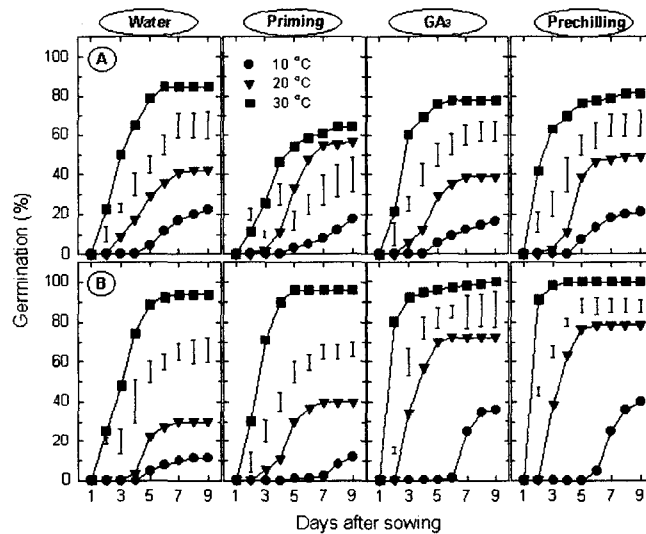 Water Priming GA3 Prechilling
100 A
80
60
40
20
0
10 °C
20 °C
30 °C
Germination (%)
B
100
80
60
40
20
0
1 3 5 7 9 1 3 5 7 9 1 3 5 7 9 1 3 5 7 9
Days after sowing